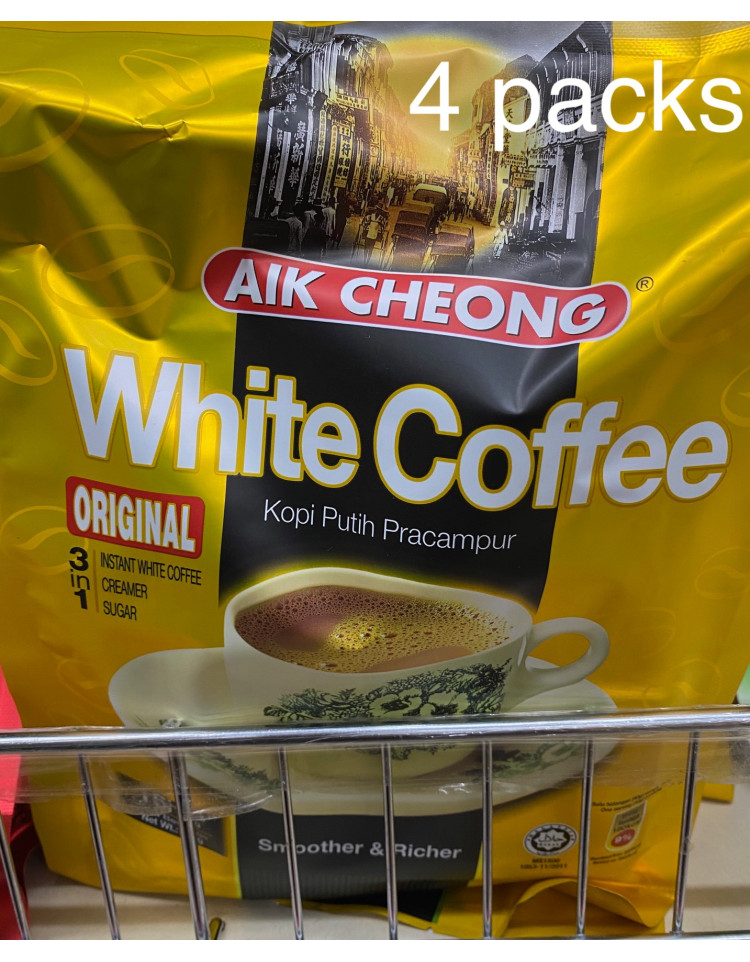 4 packs
AIK CHEONG®
White Coffee
ORIGINAL
Kopi Putih Pracampur
3 in 1
INSTANT WHITE COFFEE
CREAMER
SUGAR
Net
Smoother & Richer